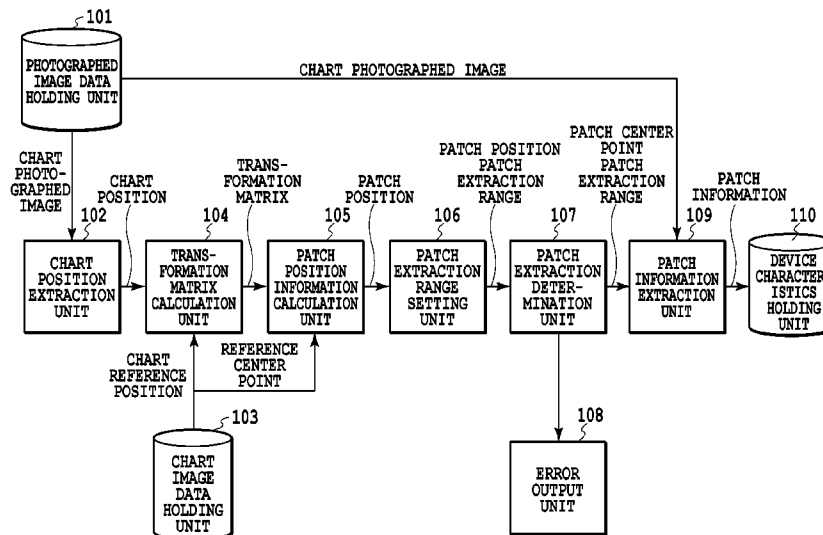 101
PHOTOGRAPHED
IMAGE DATA
HOLDING UNIT
CHART PHOTOGRAPHED IMAGE
CHART
PHOTO-
GRAPHED
IMAGE
CHART
POSITION
TRANS-
FORMATION
MATRIX
PATCH
POSITION
PATCH POSITION
PATCH
EXTRACTION
RANGE
PATCH CENTER
POINT
PATCH
EXTRACTION
RANGE
PATCH
INFORMATION
102
CHART
POSITION
EXTRACTION
UNIT
104
TRANS-
FORMATION
MATRIX
CALCULATION
UNIT
105
PATCH
POSITION
INFORMATION
CALCULATION
UNIT
106
PATCH
EXTRACTION
RANGE
SETTING
UNIT
107
PATCH
EXTRACTION
DETER-
MINATION
UNIT
109
PATCH
INFORMATION
EXTRACTION
UNIT
110
DEVICE
CHARACTER
ISTICS
HOLDING
UNIT
CHART
REFERENCE
POSITION
REFERENCE
CENTER
POINT
103
CHART
IMAGE
DATA
HOLDING
UNIT
108
ERROR
OUTPUT
UNIT